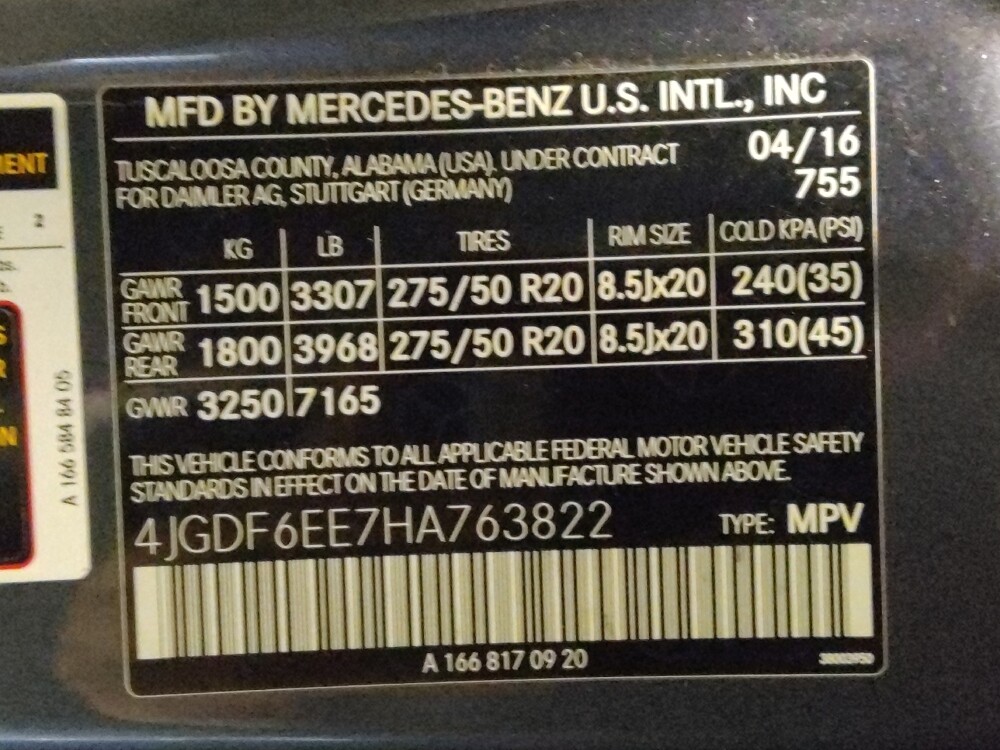 MFD BY MERCEDES-BENZ U.S. INTL., INC
TUSCALOOSA COUNTY, ALABAMA (USA). UNDER CONTRACT
FOR DAIMLER AG, STUTTGART (GERMANY)
04/16
755
KG LB TIRES RIM SIZE COLD KPA (PSI)
GAWR FRONT 1500 3307 275/50 R20 8.5Jx20 240(35)
GAWR REAR 1800 3968 275/50 R20 8.5Jx20 310(45)
GVWR 3250 7165
THIS VEHICLE CONFORMS TO ALL APPLICABLE FEDERAL MOTOR VEHICLE SAFETY
STANDARDS IN EFFECT ON THE DATE OF MANUFACTURE SHOWN ABOVE.
4JGDF6EE7HA763822 TYPE: MPV
A 166 817 09 20
2
A 166 584 84 05